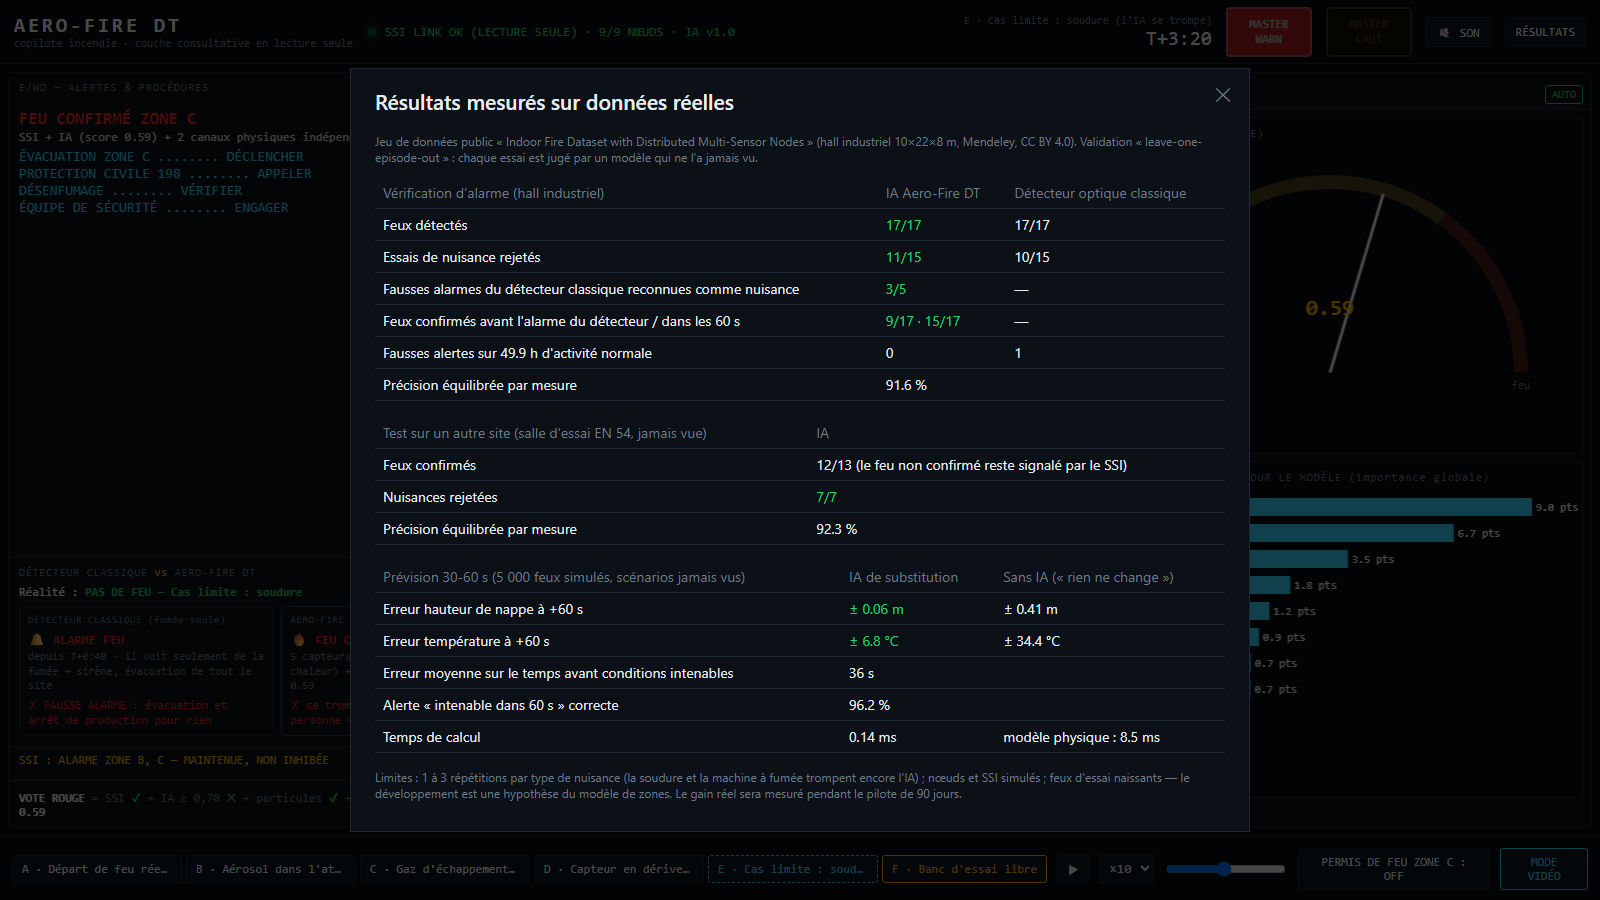 AERO-FIRE DT
copilote incendie · couche consultative en lecture seule
SSI LINK OK (LECTURE SEULE) · 9/9 NŒUDS · IA v1.0
E · Cas limite : soudure (l'IA se trompe)
T+3:20
MASTER
WARN
MASTER
CAUT
SON
RÉSULTATS
E/WD — ALERTES & PROCÉDURES
FEU CONFIRMÉ ZONE C
SSI + IA (score 0.59) + 2 canaux physiques indépen
ÉVACUATION ZONE C ........ DÉCLENCHER
PROTECTION CIVILE 198 ........ APPELER
DÉSENFUMAGE ........ VÉRIFIER
ÉQUIPE DE SÉCURITÉ ........ ENGAGER
DÉTECTEUR CLASSIQUE vs AERO-FIRE DT
Réalité : PAS DE FEU — Cas limite : soudure
DÉTECTEUR CLASSIQUE (fumée seule)
ALARME FEU
depuis T+0:40 · il voit seulement de la
fumée → sirène, évacuation de tout le
site
✗ FAUSSE ALARME : évacuation et
arrêt de production pour rien
AERO-FIRE
FEU C
5 capteurs
chaleur) +
0.59
✗ se trom
personne
SSI : ALARME ZONE B, C — MAINTENUE, NON INHIBÉE
VOTE ROUGE = SSI ✓ + IA ≥ 0,70 ✗ + particules ✓ +
0.59
Résultats mesurés sur données réelles
Jeu de données public « Indoor Fire Dataset with Distributed Multi-Sensor Nodes » (hall industriel 10×22×8 m, Mendeley, CC BY 4.0). Validation « leave-one-
episode-out » : chaque essai est jugé par un modèle qui ne l'a jamais vu.
Vérification d'alarme (hall industriel) IA Aero-Fire DT Détecteur optique classique
Feux détectés 17/17 17/17
Essais de nuisance rejetés 11/15 10/15
Fausses alarmes du détecteur classique reconnues comme nuisance 3/5 —
Feux confirmés avant l'alarme du détecteur / dans les 60 s 9/17 · 15/17 —
Fausses alertes sur 49.9 h d'activité normale 0 1
Précision équilibrée par mesure 91.6 %
Test sur un autre site (salle d'essai EN 54, jamais vue) IA
Feux confirmés 12/13 (le feu non confirmé reste signalé par le SSI)
Nuisances rejetées 7/7
Précision équilibrée par mesure 92.3 %
Prévision 30-60 s (5 000 feux simulés, scénarios jamais vus) IA de substitution Sans IA (« rien ne change »)
Erreur hauteur de nappe à +60 s ± 0.06 m ± 0.41 m
Erreur température à +60 s ± 6.8 °C ± 34.4 °C
Erreur moyenne sur le temps avant conditions intenables 36 s
Alerte « intenable dans 60 s » correcte 96.2 %
Temps de calcul 0.14 ms modèle physique : 8.5 ms
Limites : 1 à 3 répétitions par type de nuisance (la soudure et la machine à fumée trompent encore l'IA) ; nœuds et SSI simulés ; feux d'essai naissants — le
développement est une hypothèse du modèle de zones. Le gain réel sera mesuré pendant le pilote de 90 jours.
AUTO
E)
0.59
feu
OUR LE MODÈLE (importance globale)
9.0 pts
6.7 pts
3.5 pts
1.8 pts
1.2 pts
0.9 pts
0.7 pts
0.7 pts
A · Départ de feu rée…
B · Aérosol dans l'at…
C · Gaz d'échappement…
D · Capteur en dérive…
E · Cas limite : soud…
F · Banc d'essai libre
×10
PERMIS DE FEU ZONE C :
OFF
MODE
VIDÉO